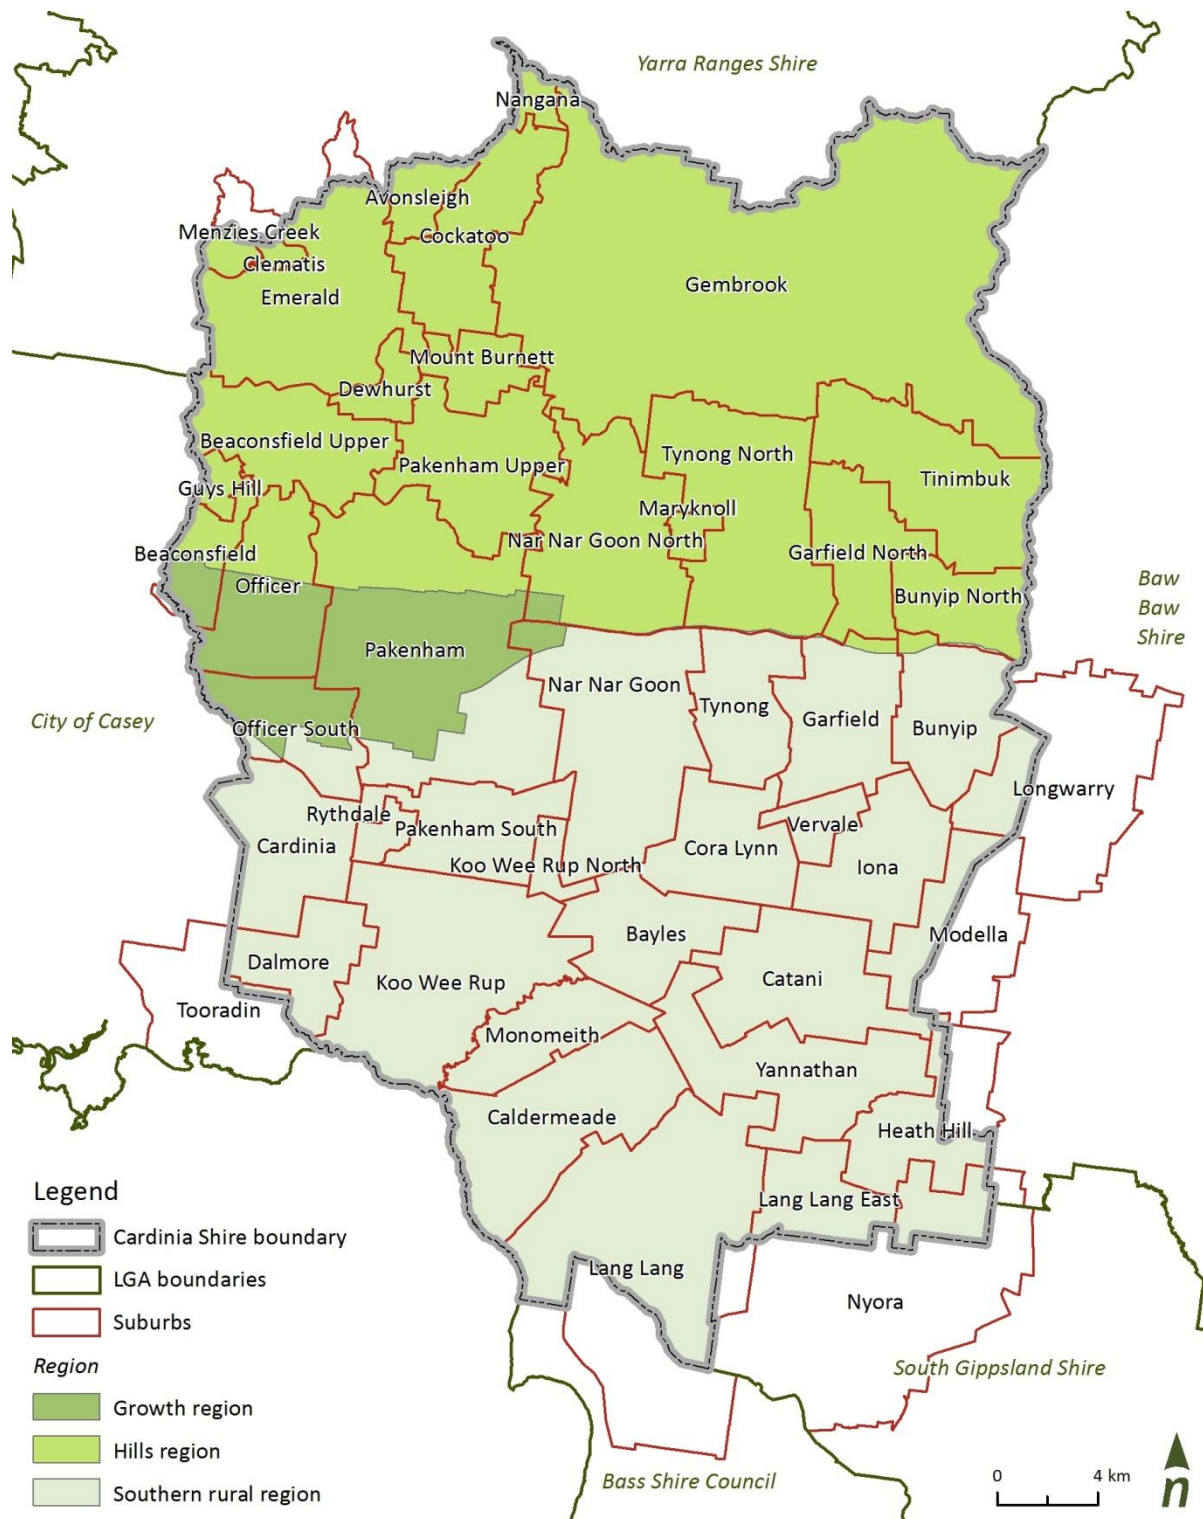 Yarra Ranges Shire
Nangana
Avonsleigh
Menzies Creek
Cockatoo
Clematis
Emerald
Gembrook
Mount Burnett
Dewhurst
Beaconsfield Upper
Pakenham Upper
Tynong North
Tinimbuk
Guys Hill
Maryknoll
Nar Nar Goon North
Beaconsfield
Garfield North
Officer
Bunyip North
Baw
Baw
Shire
Pakenham
Nar Nar Goon
Tynong
Garfield
City of Casey
Officer South
Bunyip
Longwarry
Rythdale
Pakenham South
Vervale
Cardinia
Cora Lynn
Koo Wee Rup North
Iona
Bayles
Modella
Dalmore
Koo Wee Rup
Catani
Tooradin
Monomeith
Yannathan
Caldermeade
Heath Hill
Lang Lang East
Lang Lang
Nyora
South Gippsland Shire
Bass Shire Council
Legend
Cardinia Shire boundary
LGA boundaries
Suburbs
Region
Growth region
Hills region
Southern rural region
0 4 km
n